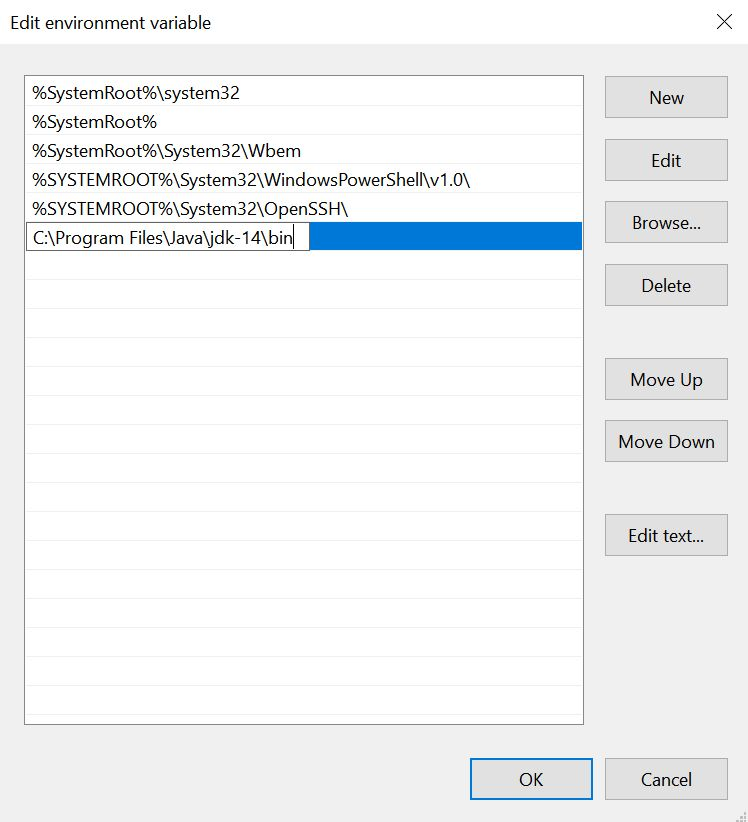 Edit environment variable
%SystemRoot%\system32
%SystemRoot%
%SystemRoot%\System32\Wbem
%SYSTEMROOT%\System32\WindowsPowerShell\v1.0\
%SYSTEMROOT%\System32\OpenSSH\
C:\Program Files\Java\jdk-14\bin
New
Edit
Browse...
Delete
Move Up
Move Down
Edit text...
OK
Cancel